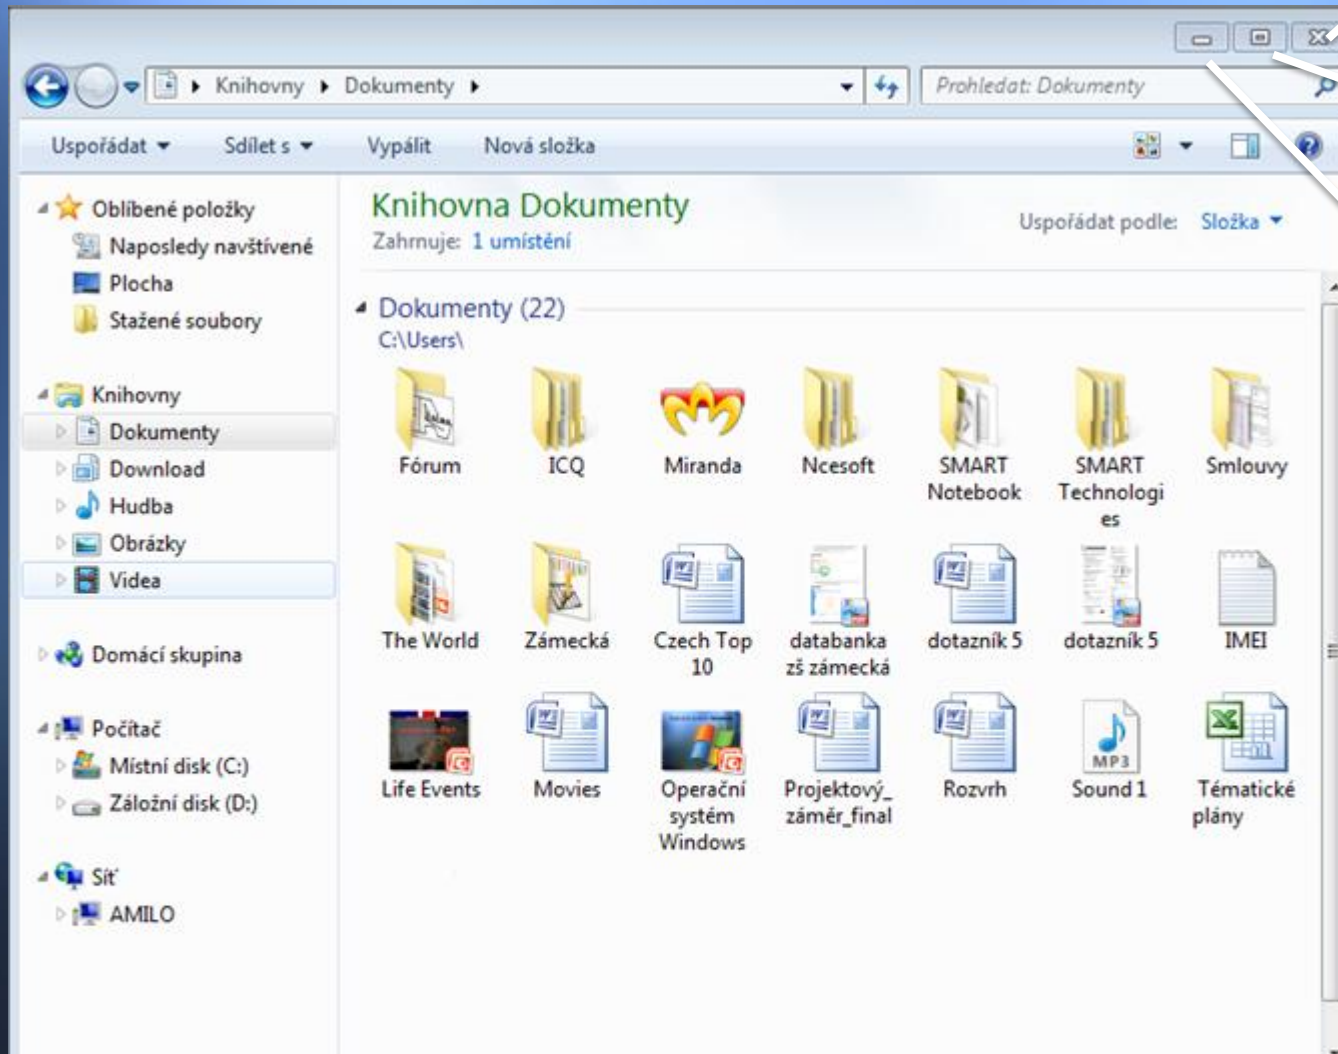 Knihovny Dokumenty
Prohledat: Dokumenty
Uspořádat Sdílet s Vypálit Nová složka
Oblíbené položky
Naposledy navštívené
Plocha
Stažené soubory
Knihovny
Dokumenty
Download
Hudba
Obrázky
Videa
Domácí skupina
Počítač
Místní disk (C:)
Záložní disk (D:)
Síť
AMILO
Knihovna Dokumenty
Zahrnuje: 1 umístění
Uspořádat podle: Složka
Dokumenty (22)
C:\Users\
Fórum
ICQ
Miranda
Ncesoft
SMART
Notebook
SMART
Technologi
es
Smlouvy
The World
Zámecká
Czech Top
10
databanka
zš zámecká
dotazník 5
dotazník 5
IMEI
Life Events
Movies
Operační
systém
Windows
Projektový_
záměr_final
Rozvrh
MP3
Sound 1
Tématické
plány